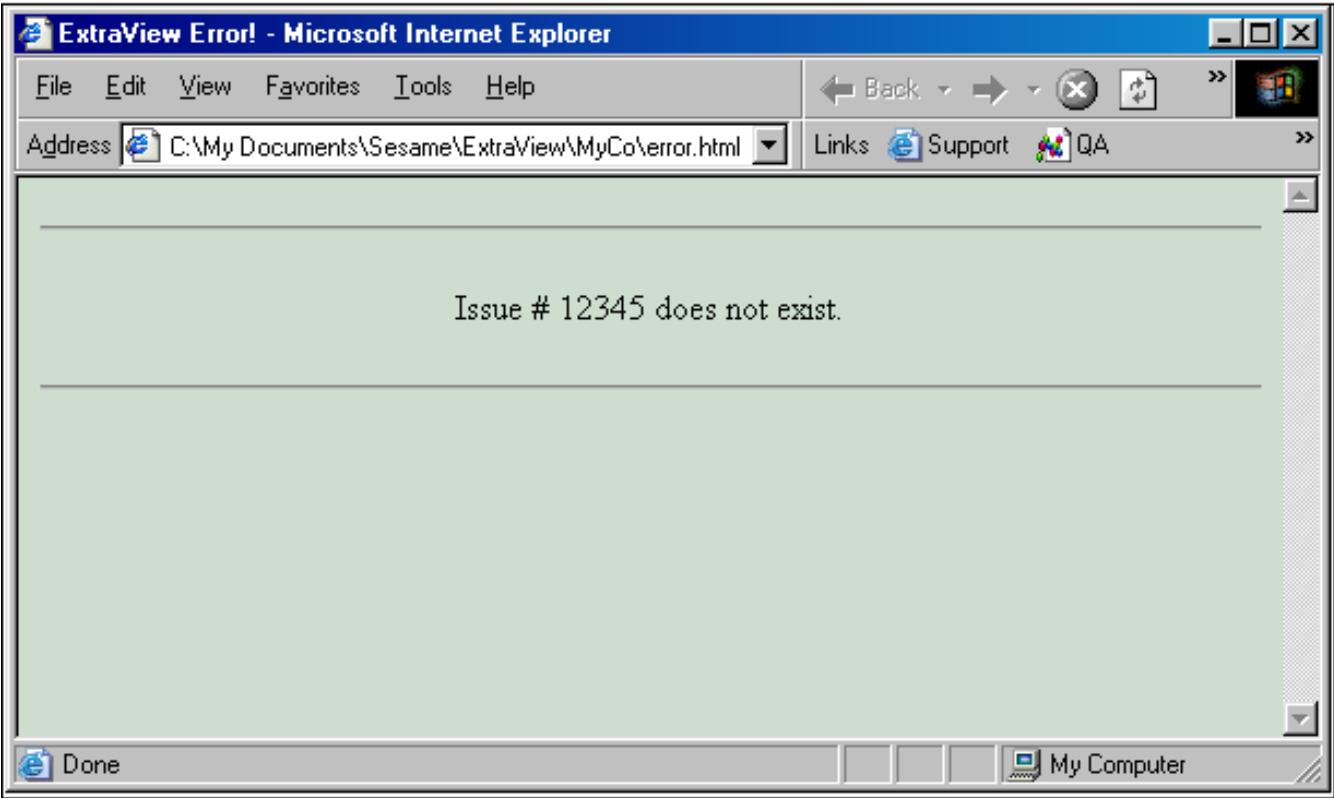 ExtraView Error! - Microsoft Internet Explorer
File Edit View Favorites Tools Help Back »
Address C:\My Documents\Sesame\ExtraView\MyCo\error.html Links Support QA »
Issue # 12345 does not exist.
Done My Computer